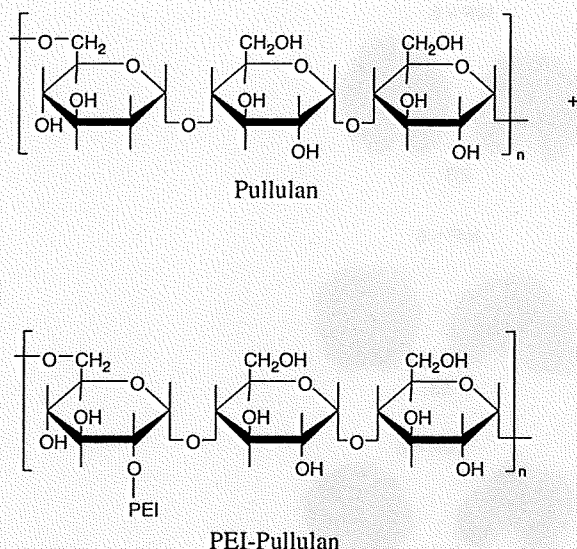 O CH₂ CH₂OH CH₂OH
O O O
OH OH OH +
OH O OH O OH n
Pullulan
O CH₂ CH₂OH CH₂OH
O O O
OH OH OH
OH O OH O OH n
O
PEI
PEI-Pullulan